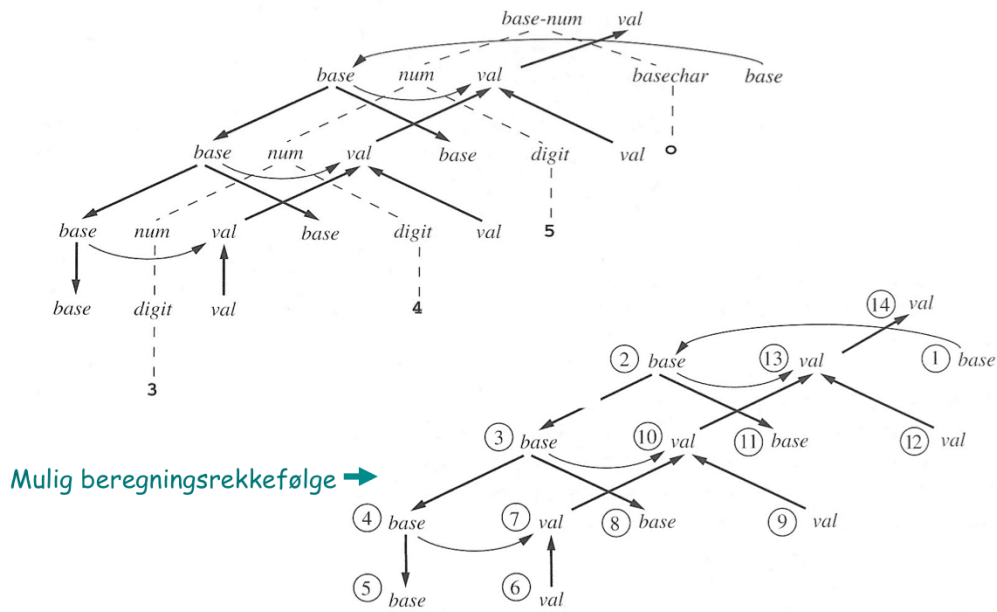 base-num val
base num val basechar base
base num val base digit val o
base num val base digit val 5
base digit val 4
3
14 val
2 base 13 val 1 base
3 base 10 val 11 base 12 val
Mulig beregningsrekkefølge
4 base 7 val 8 base 9 val
5 base 6 val